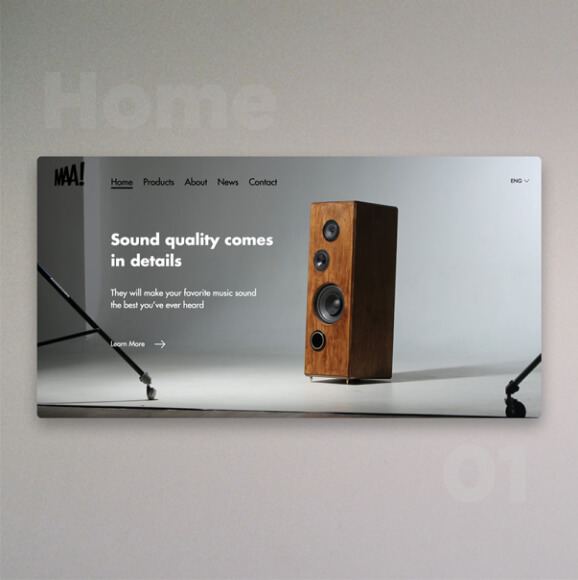 Home
MAA!
Home Products About News Contact
ENG
Sound quality comes
in details
They will make your favorite music sound
the best you've ever heard
Learn More
01